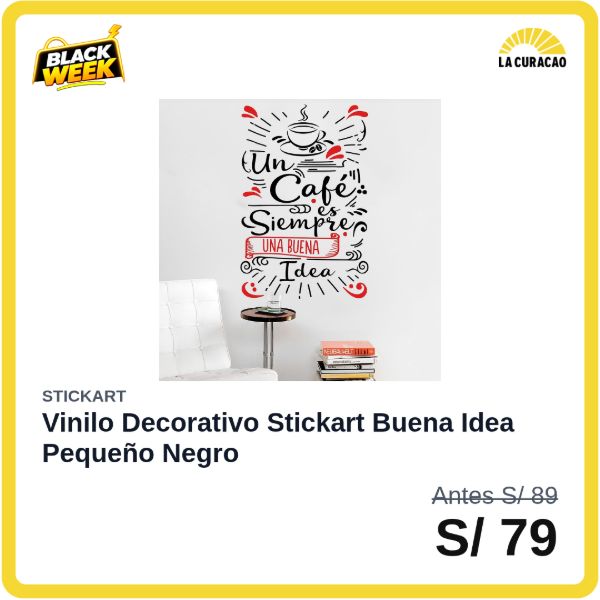 BLACK
WEEK
LA CURACAO
Un
Café
es
Siempre
UNA BUENA
Idea
STICKART
Vinilo Decorativo Stickart Buena Idea
Pequeño Negro
Antes S/ 89
S/ 79